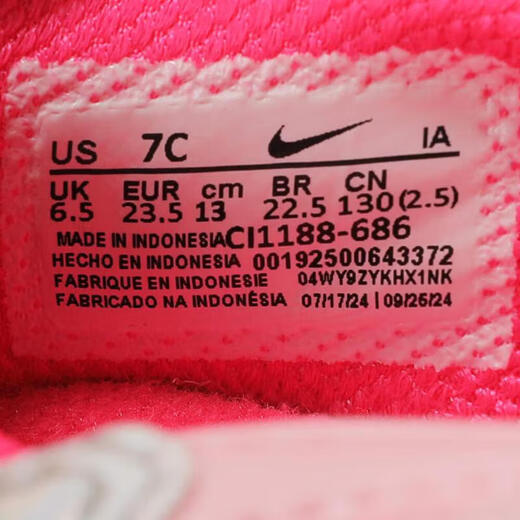 US 7C IA
UK EUR cm BR CN
6.5 23.5 13 22.5 130(2.5)
MADE IN INDONESIA CI1188-686
HECHO EN INDONESIA 00192500643372
FABRIQUE EN INDONESIE 04WY9ZYKHX1NK
FABRICADO NA INDONÉSIA 07/17/24 | 09/25/24